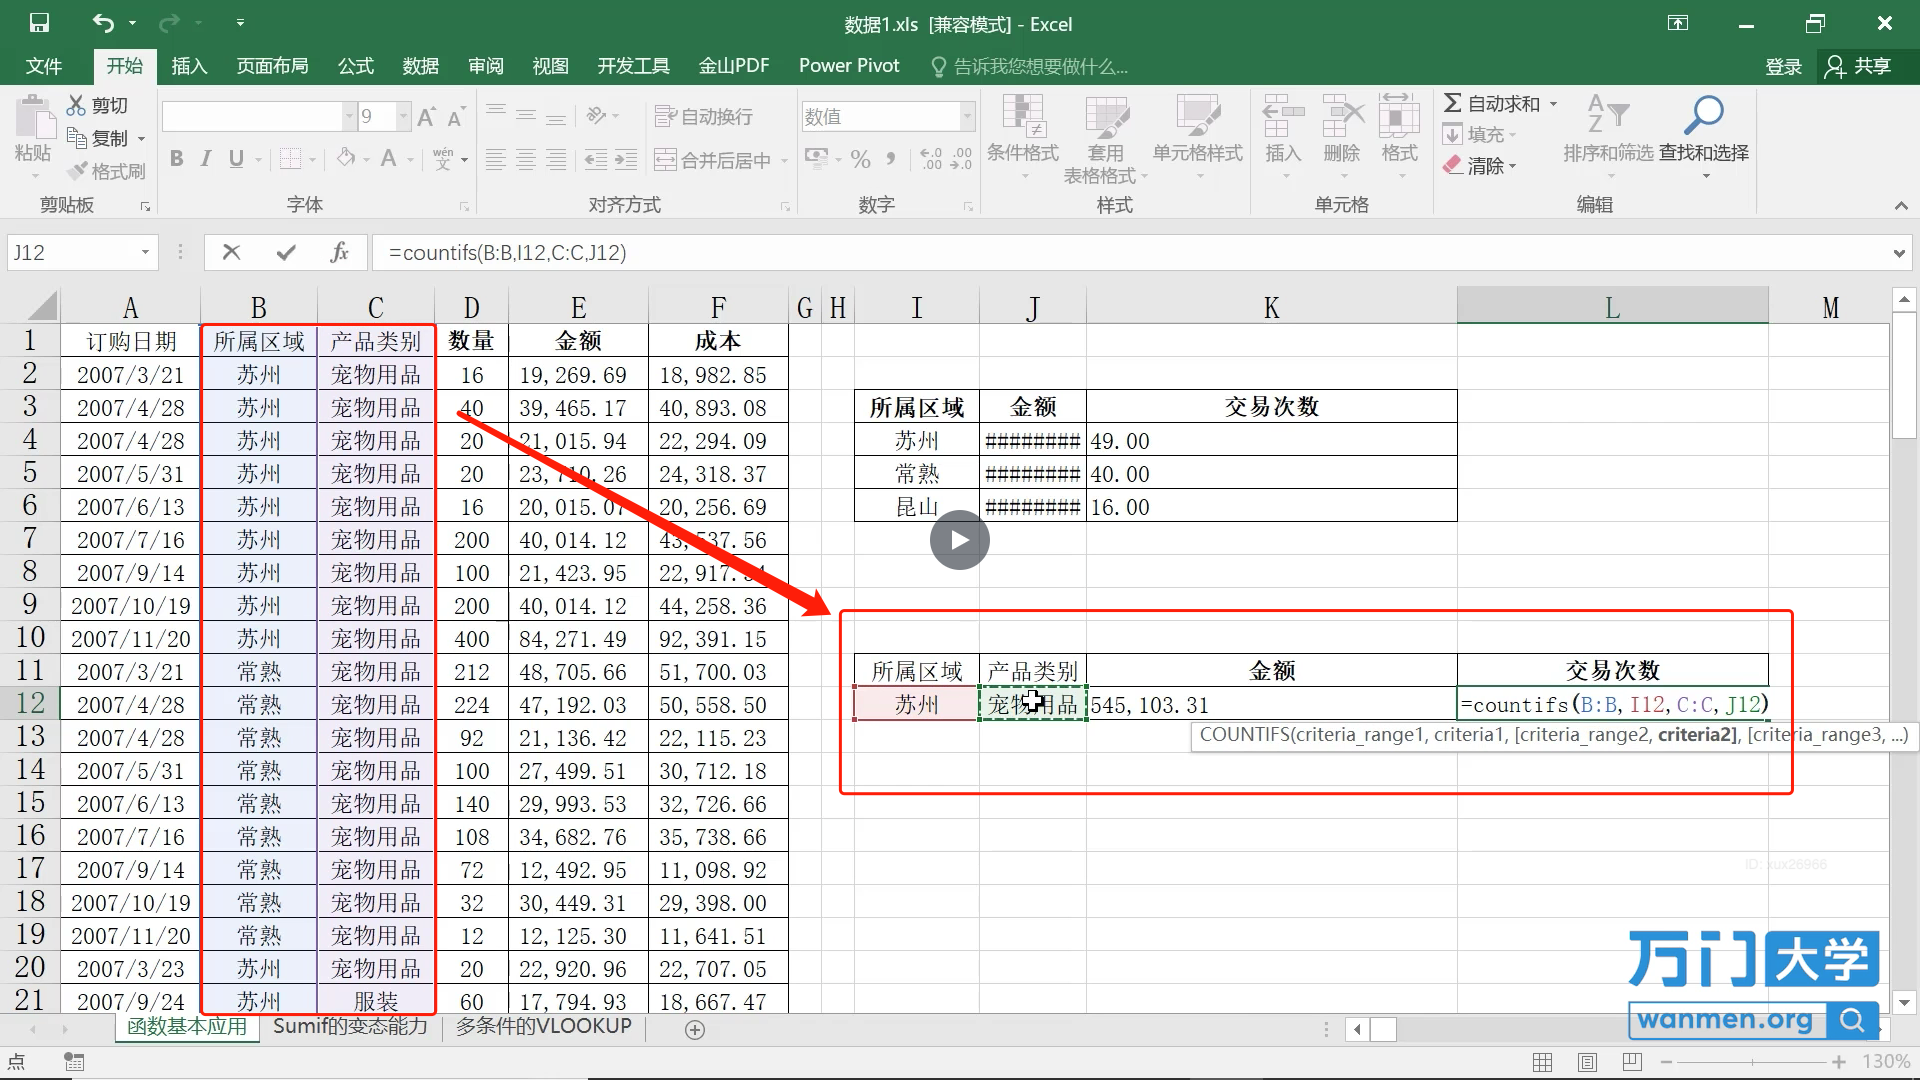 数据1.xls [兼容模式] - Excel
文件 开始 插入 页面布局 公式 数据 审阅 视图 开发工具 金山PDF Power Pivot 告诉我您想要做什么... 登录 共享
粘贴 剪切 复制 格式刷 剪贴板
9 B I U A wén 文 字体
自动换行 合并后居中 对齐方式
数值 % 数字
条件格式 套用 表格格式 单元格样式 样式
插入 删除 格式 单元格
自动求和 填充 清除 排序和筛选 查找和选择 编辑
J12 fx =countifs(B:B,I12,C:C,J12)
A B C D E F G H I J K L M
1 订购日期 所属区域 产品类别 数量 金额 成本
2 2007/3/21 苏州 宠物用品 16 19,269.69 18,982.85
3 2007/4/28 苏州 宠物用品 40 39,465.17 40,893.08 所属区域 金额 交易次数
4 2007/4/28 苏州 宠物用品 20 21,015.94 22,294.09 苏州 ######## 49.00
5 2007/5/31 苏州 宠物用品 20 23,710.26 24,318.37 常熟 ######## 40.00
6 2007/6/13 苏州 宠物用品 16 20,015.07 20,256.69 昆山 ######## 16.00
7 2007/7/16 苏州 宠物用品 200 40,014.12 43,537.56
8 2007/9/14 苏州 宠物用品 100 21,423.95 22,917.34
9 2007/10/19 苏州 宠物用品 200 40,014.12 44,258.36
10 2007/11/20 苏州 宠物用品 400 84,271.49 92,391.15
11 2007/3/21 常熟 宠物用品 212 48,705.66 51,700.03 所属区域 产品类别 金额 交易次数
12 2007/4/28 常熟 宠物用品 224 47,192.03 50,558.50 苏州 宠物用品 545,103.31 =countifs(B:B,I12,C:C,J12)
13 2007/4/28 常熟 宠物用品 92 21,136.42 22,115.23 COUNTIFS(criteria_range1, criteria1, [criteria_range2, criteria2], [criteria_range3, ...)
14 2007/5/31 常熟 宠物用品 100 27,499.51 30,712.18
15 2007/6/13 常熟 宠物用品 140 29,993.53 32,726.66
16 2007/7/16 常熟 宠物用品 108 34,682.76 35,738.66
17 2007/9/14 常熟 宠物用品 72 12,492.95 11,098.92
18 2007/10/19 常熟 宠物用品 32 30,449.31 29,398.00
19 2007/11/20 常熟 宠物用品 12 12,125.30 11,641.51
20 2007/3/23 苏州 宠物用品 20 22,920.96 22,707.05
21 2007/9/24 苏州 服装 60 17,794.93 18,667.47
ID: xux26966
万门大学
wanmen.org
函数基本应用 Sumif的变态能力 多条件的VLOOKUP
点 130%